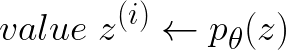 value z^{(i)} ← p_θ(z)